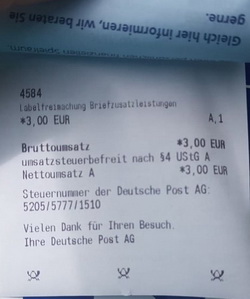 Gleich hier informieren, wir beraten Sie
gerne.
4584
Labelfreimachung Briefzusatzleistungen
*3,00 EUR A,1
Bruttoumsatz *3,00 EUR
umsatzsteuerbefreit nach §4 UStG A
Nettoumsatz A *3,00 EUR
Steuernummer der Deutsche Post AG:
5205/5777/1510
Vielen Dank für Ihren Besuch.
Ihre Deutsche Post AG